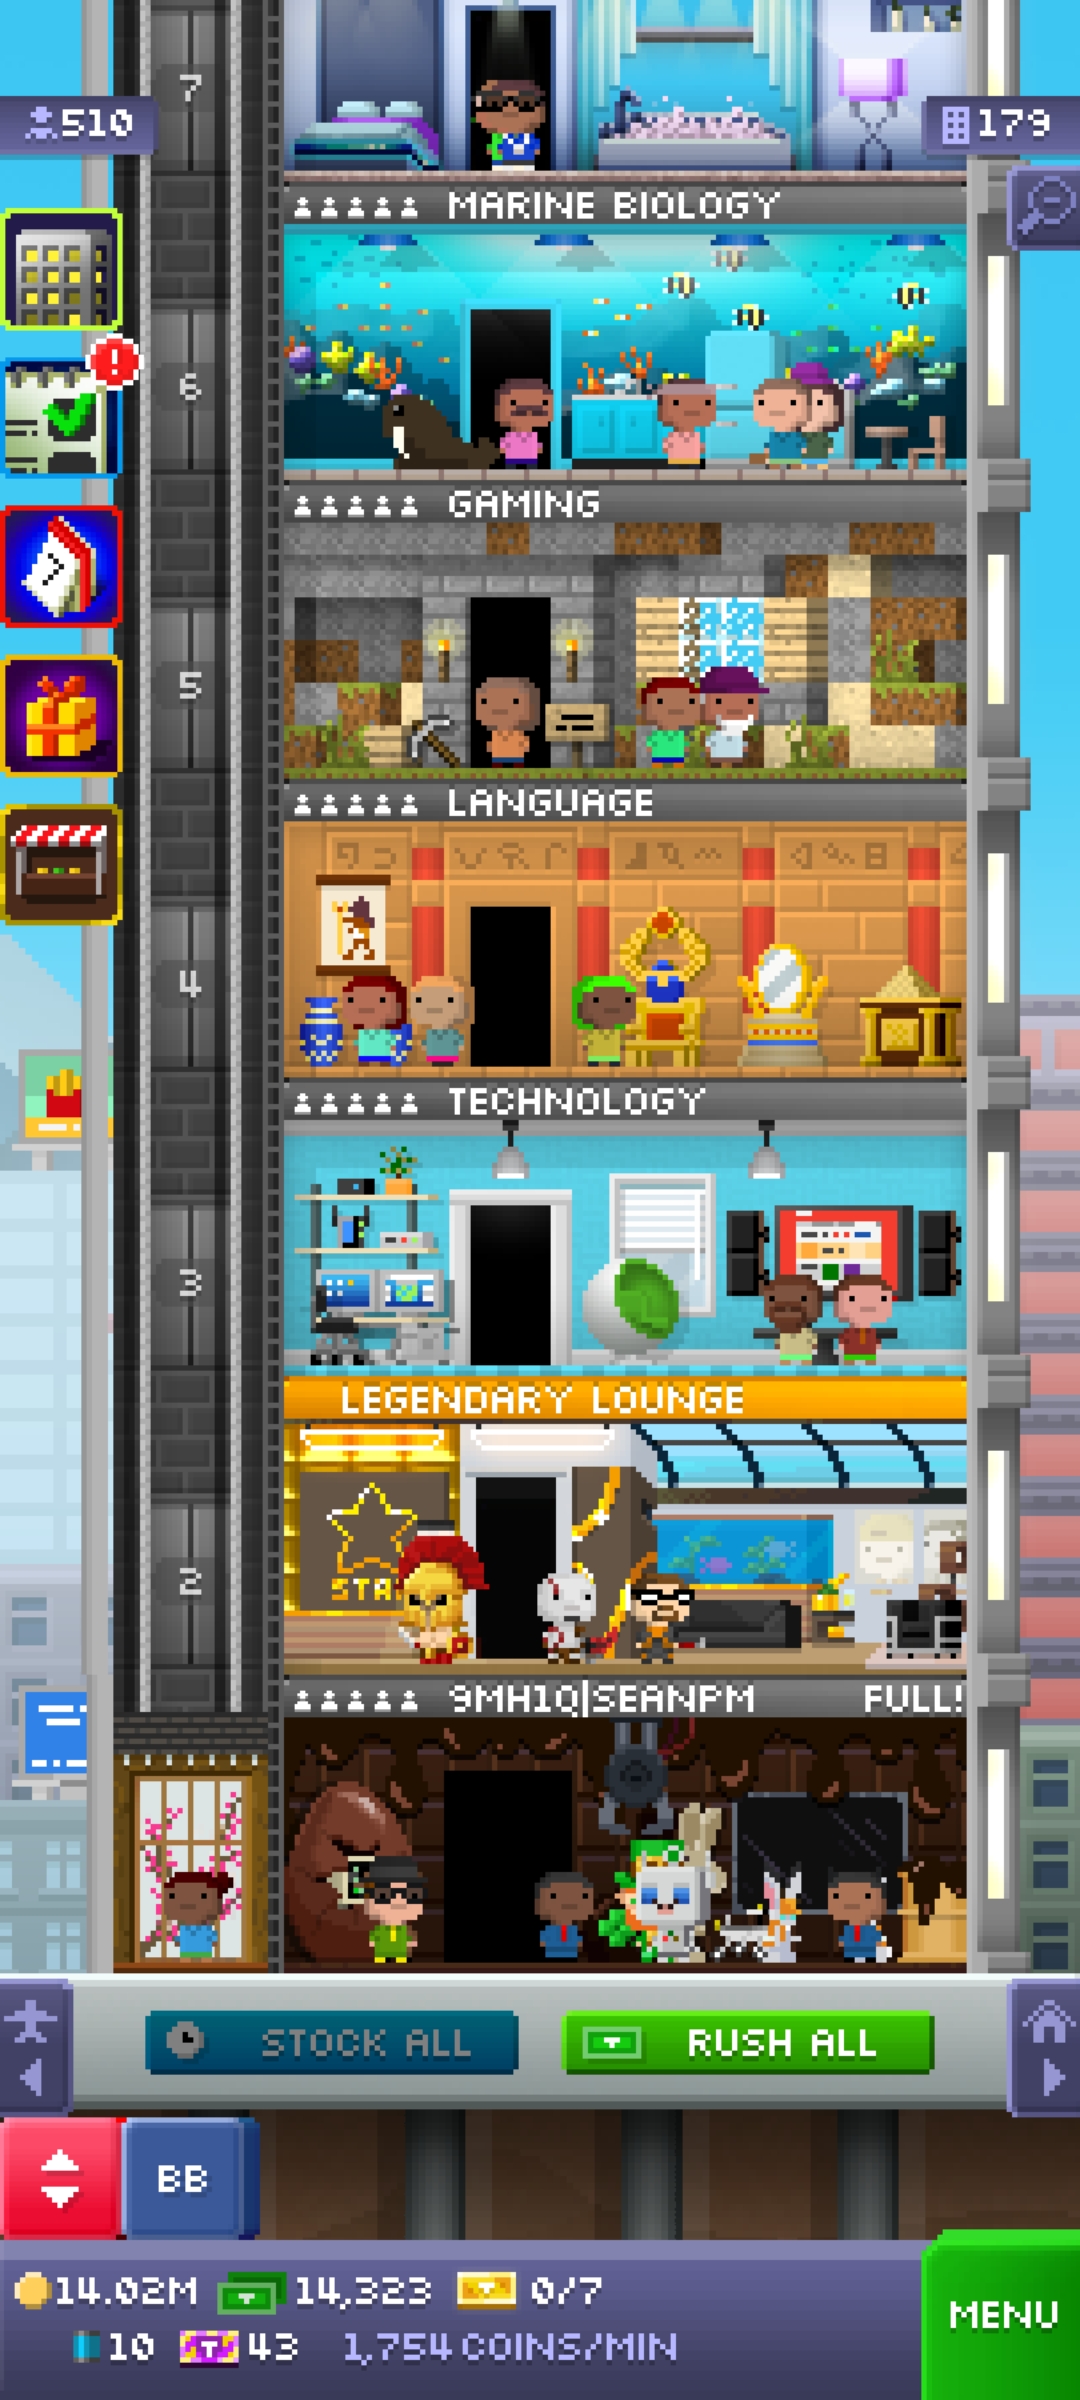 7
510
179
MARINE BIOLOGY
6
GAMING
5
LANGUAGE
4
TECHNOLOGY
3
LEGENDARY LOUNGE
STA
2
9MH1Q|SEANPM FULL!
STOCK ALL
RUSH ALL
BB
14.02M 14,323 0/7
MENU
10 43 1,754 COINS/MIN